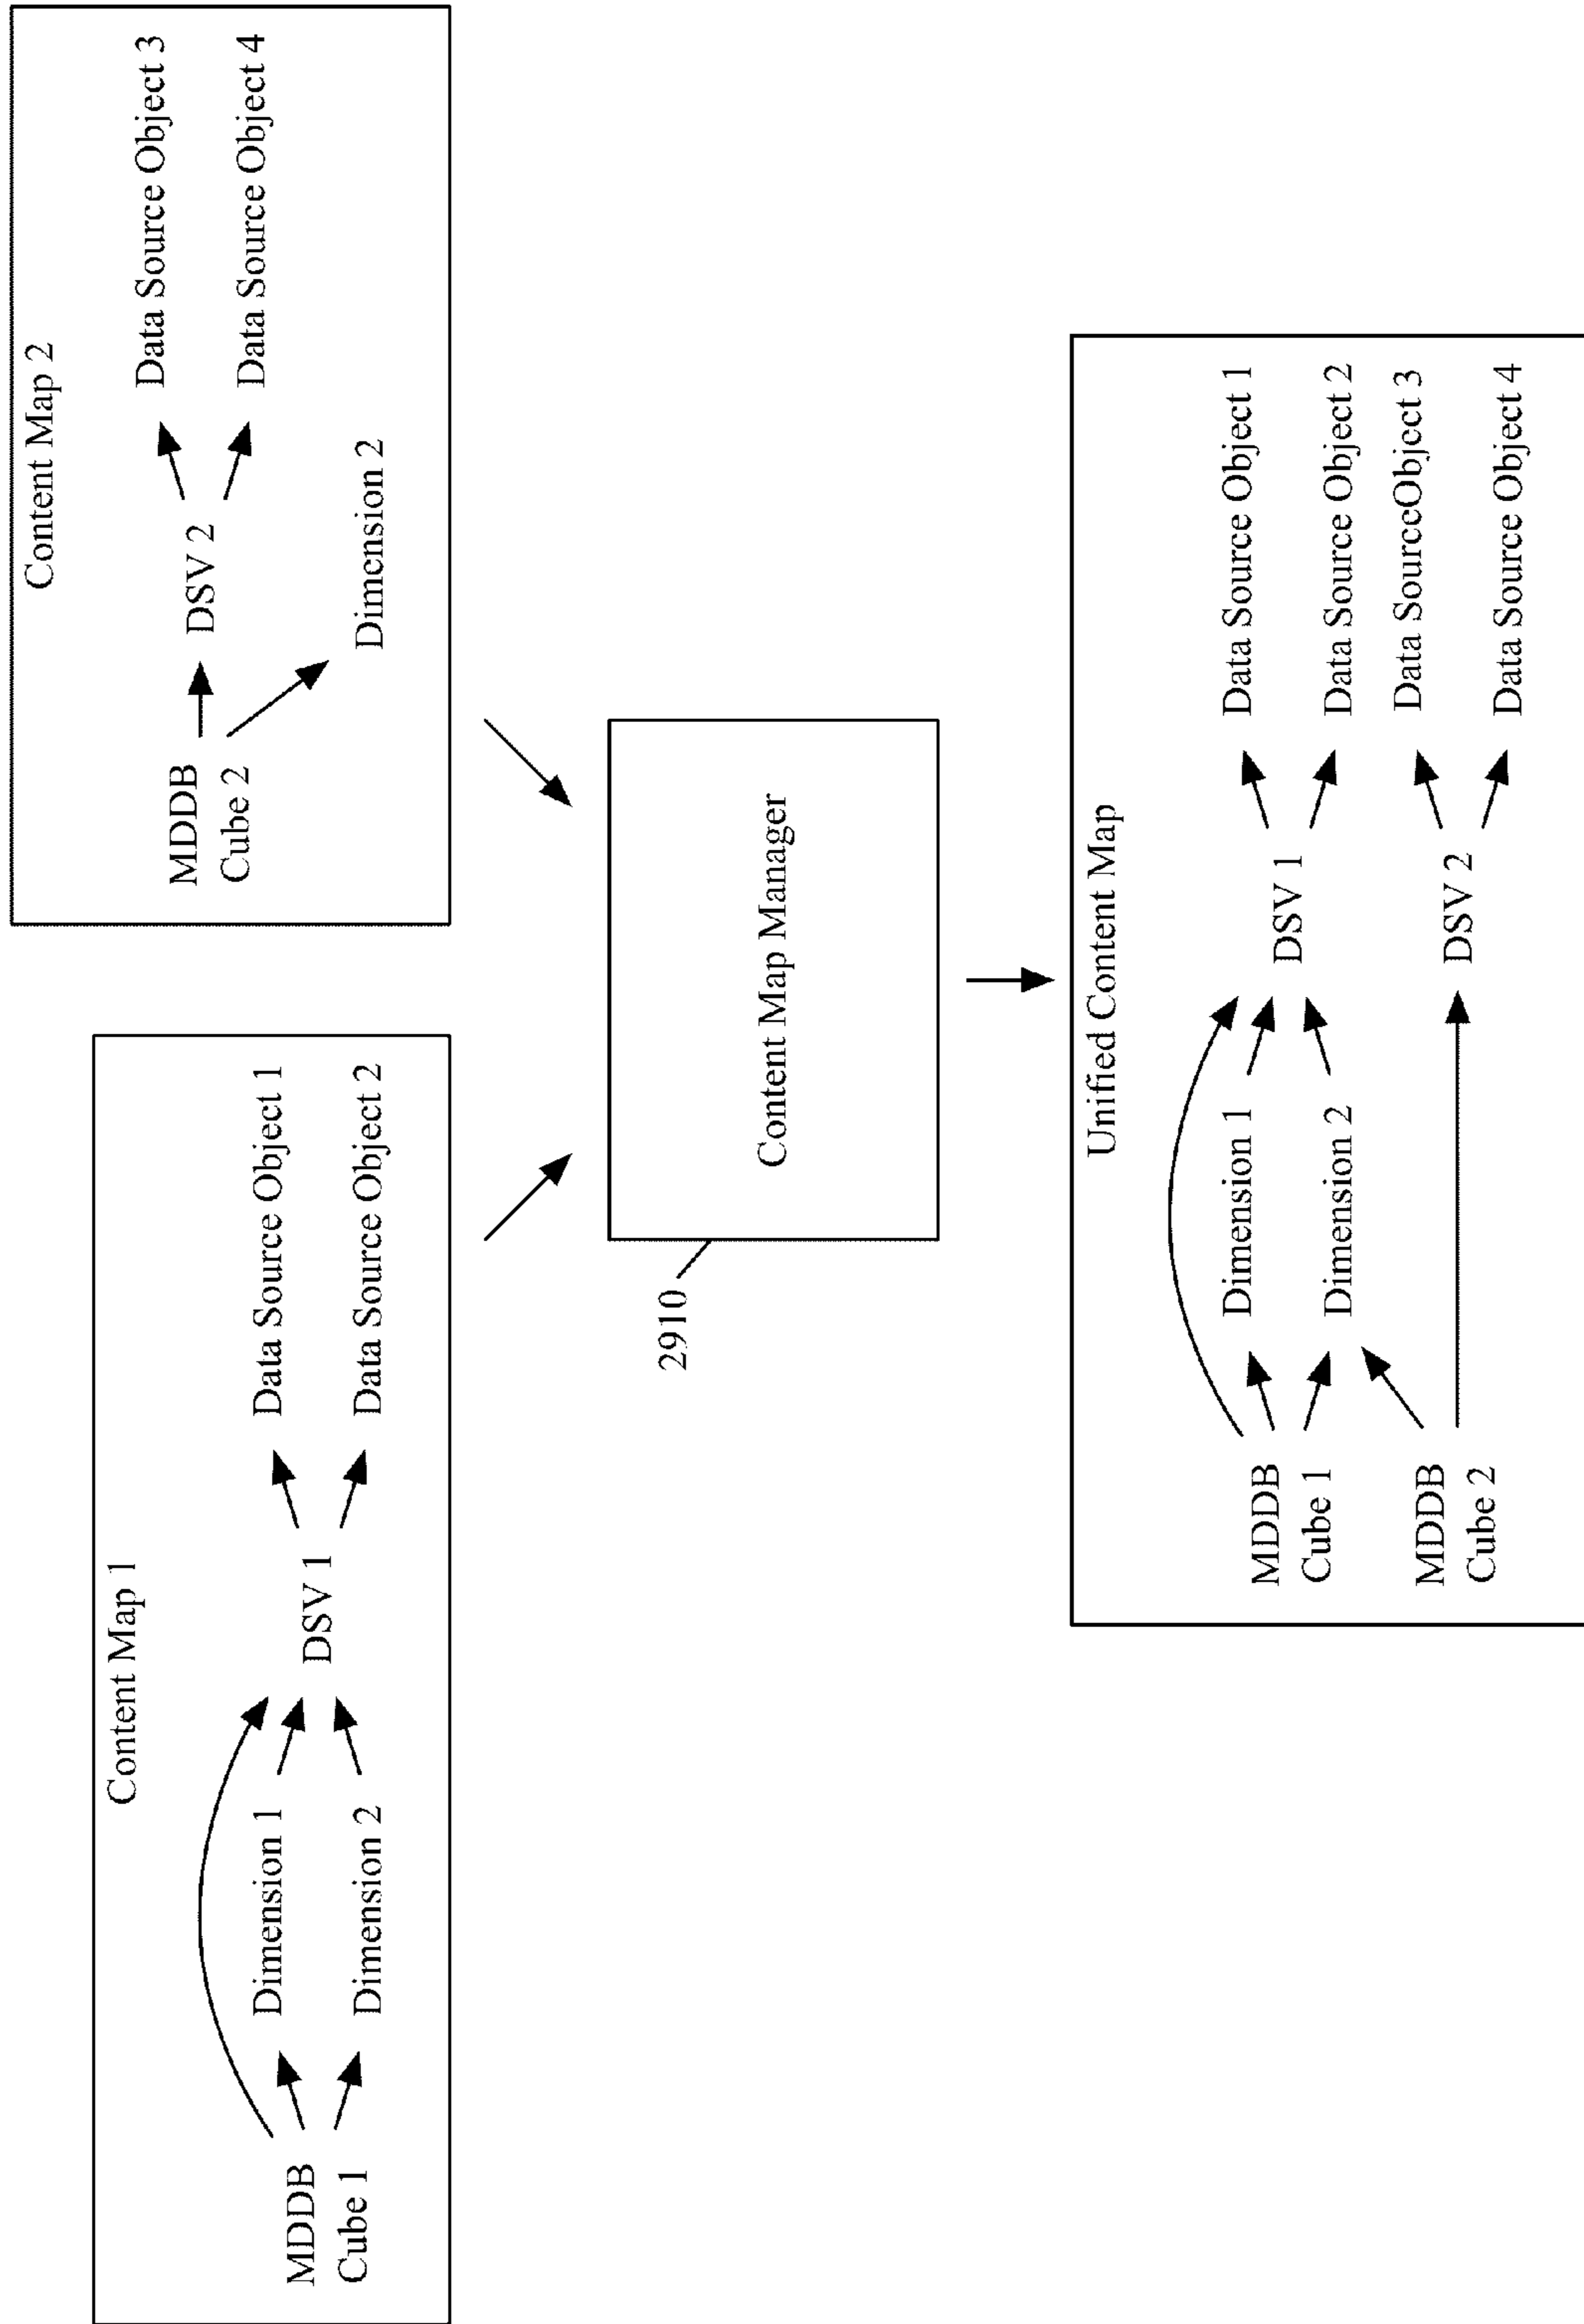 Content Map 1
Data Source Object 1
Dimension 1
DSV 1
MDDB
Cube 1
Dimension 2
Data Source Object 2
Content Map 2
Data Source Object 3
MDDB
Cube 2
DSV 2
Data Source Object 4
Dimension 2
2910
Content Map Manager
Unified Content Map
Dimension 1
Data Source Object 1
MDDB
Cube 1
DSV 1
Dimension 2
Data Source Object 2
Data SourceObject 3
MDDB
Cube 2
DSV 2
Data Source Object 4